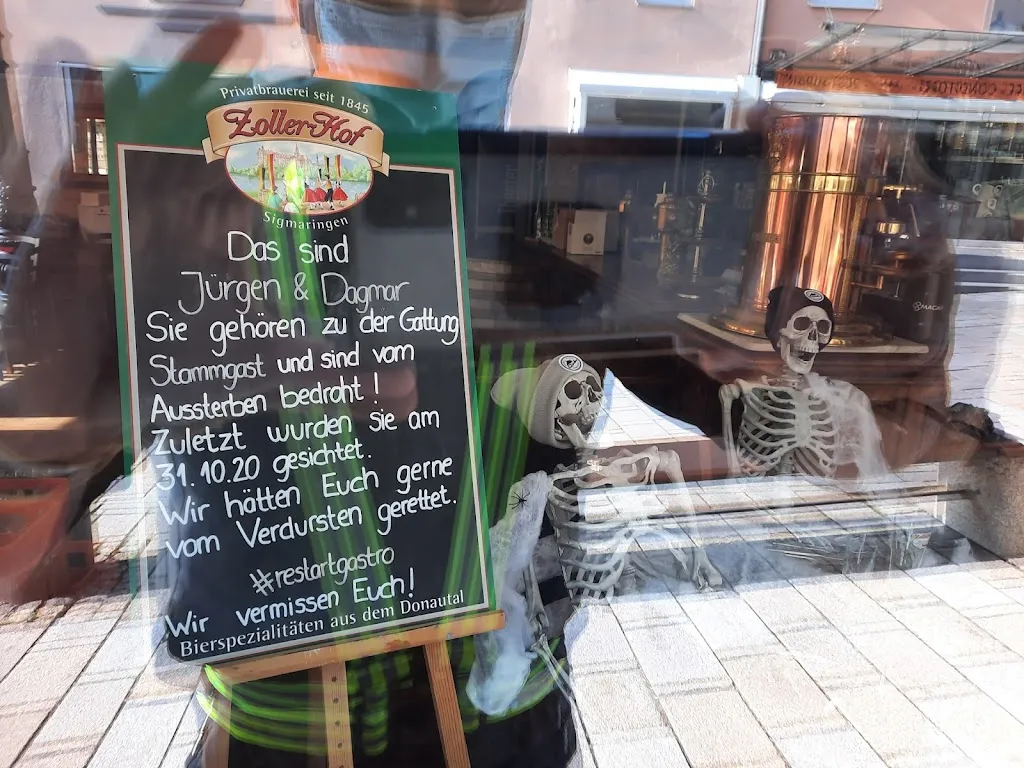 Privatbrauerei seit 1845
Zoller-Hof
Sigmaringen
Das sind
Jürgen & Dagmar
Sie gehören zu der Gattung
Stammgast und sind vom
Aussterben bedroht!
Zuletzt wurden Sie am
31.10.20 gesichtet.
Wir hätten Euch gerne
vom Verdursten gerettet.
#restartgastro
Wir vermissen Euch!
Bierspezialitäten aus dem Donautal